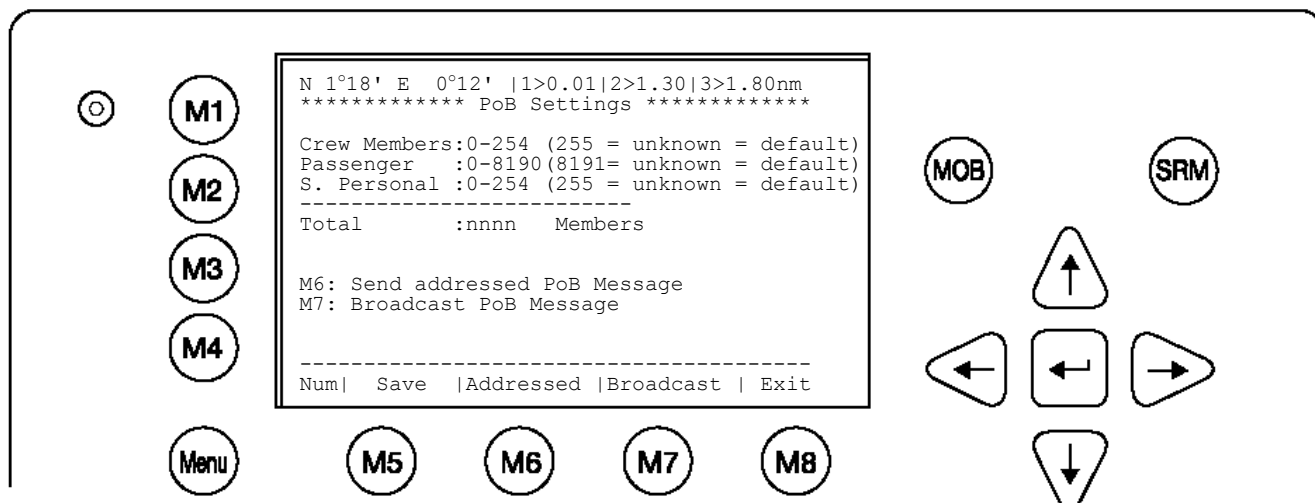 N 1°18' E  0°12' |1>0.01|2>1.30|3>1.80nm
************* PoB Settings *************
Crew Members:0-254 (255 = unknown = default)
Passenger   :0-8190(8191= unknown = default)
S. Personal :0-254 (255 = unknown = default)
--------------------------
Total       :nnnn   Members
M6: Send addressed PoB Message
M7: Broadcast PoB Message
----------------------------------------
Num|  Save  |Addressed |Broadcast | Exit
M1
M2
M3
M4
Menu
M5
M6
M7
M8
MOB
SRM